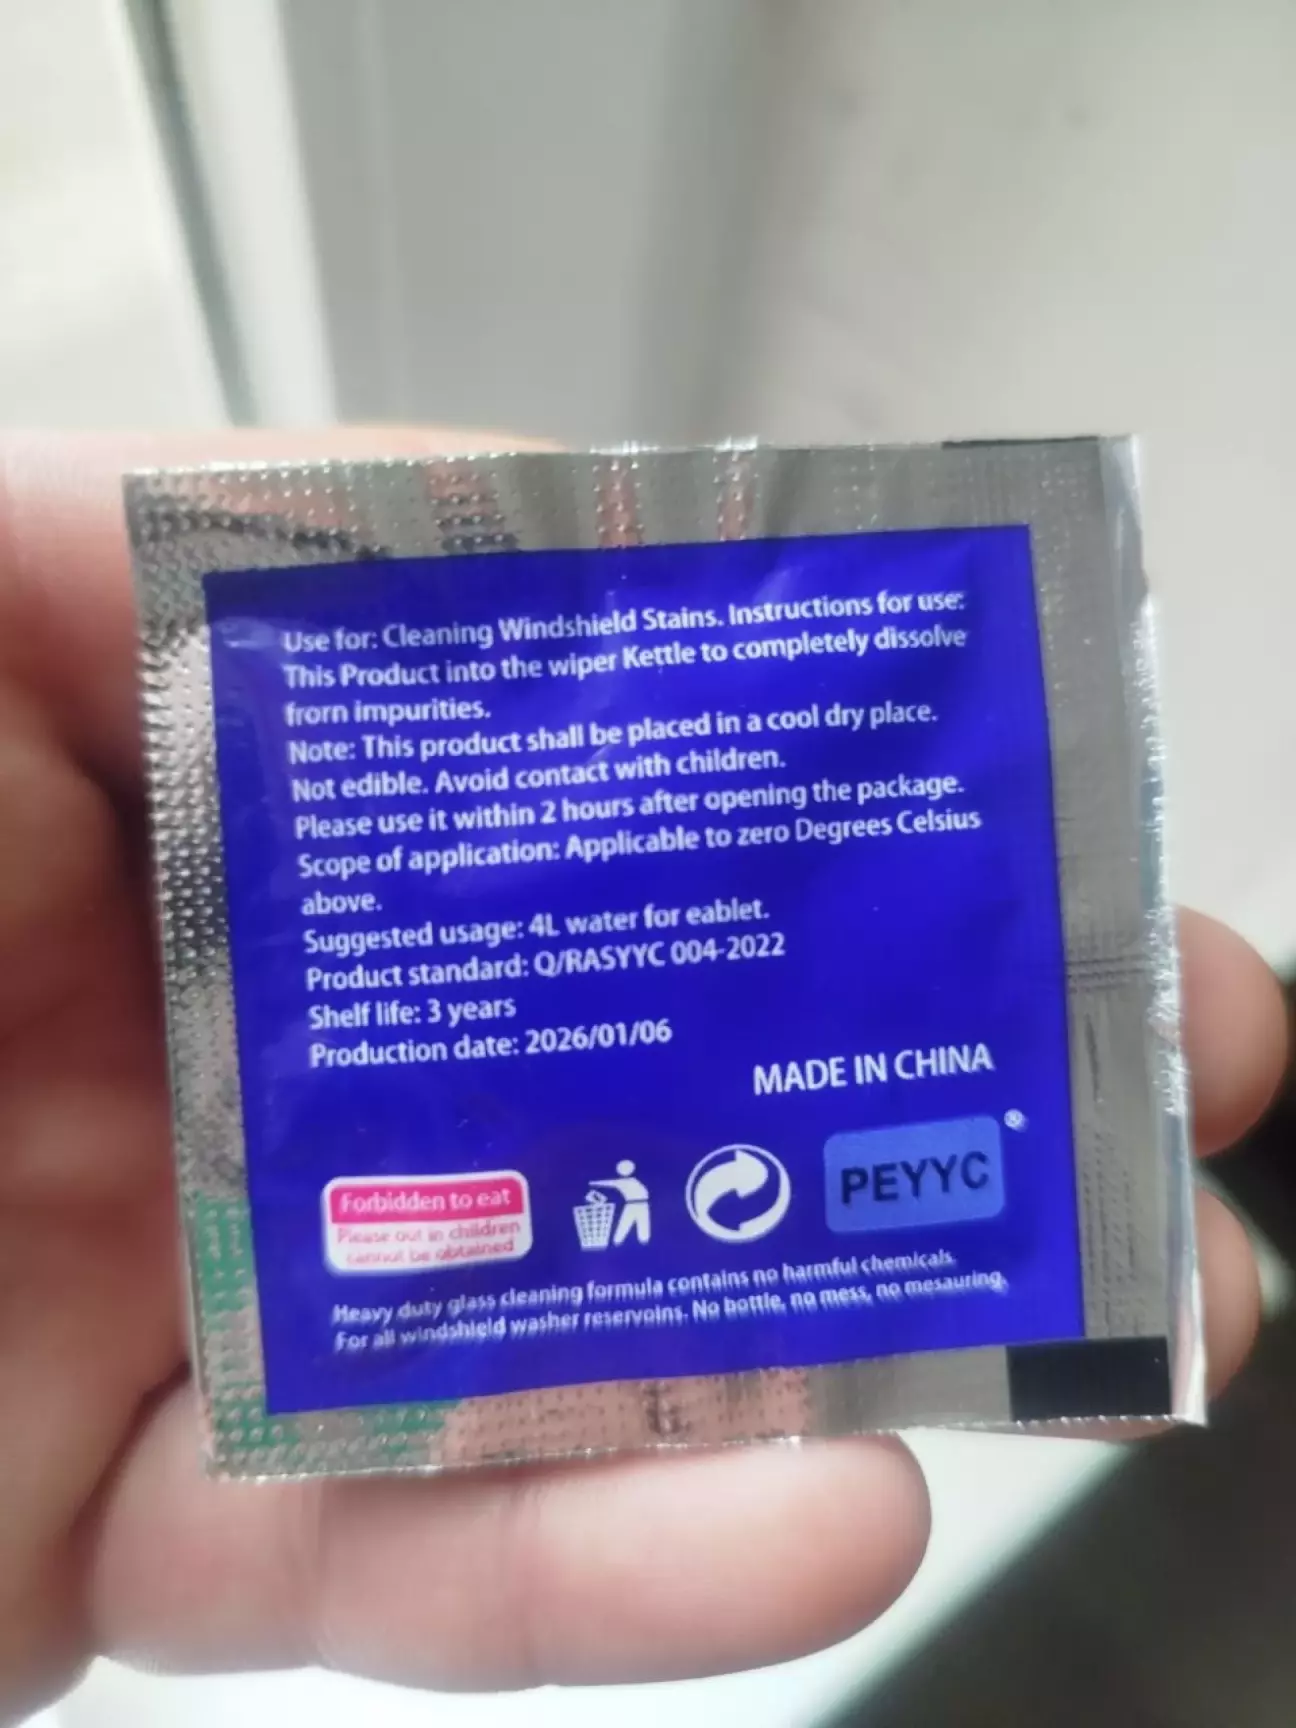 Use for: Cleaning Windshield Stains. Instructions for use:
This Product into the wiper Kettle to completely dissolve
frorn impurities.
Note: This product shall be placed in a cool dry place.
Not edible. Avoid contact with children.
Please use it within 2 hours after opening the package.
Scope of application: Applicable to zero Degrees Celsius
above.
Suggested usage: 4L water for eablet.
Product standard: Q/RASYYC 004-2022
Shelf life: 3 years
Production date: 2026/01/06
MADE IN CHINA
Forbidden to eat
Please out in children
cannot be obtained
PEYYC®
Heavy duty glass cleaning formula contains no harmful chemicals.
For all windshield washer reservoins. No bottle, no mess, no mesauring.